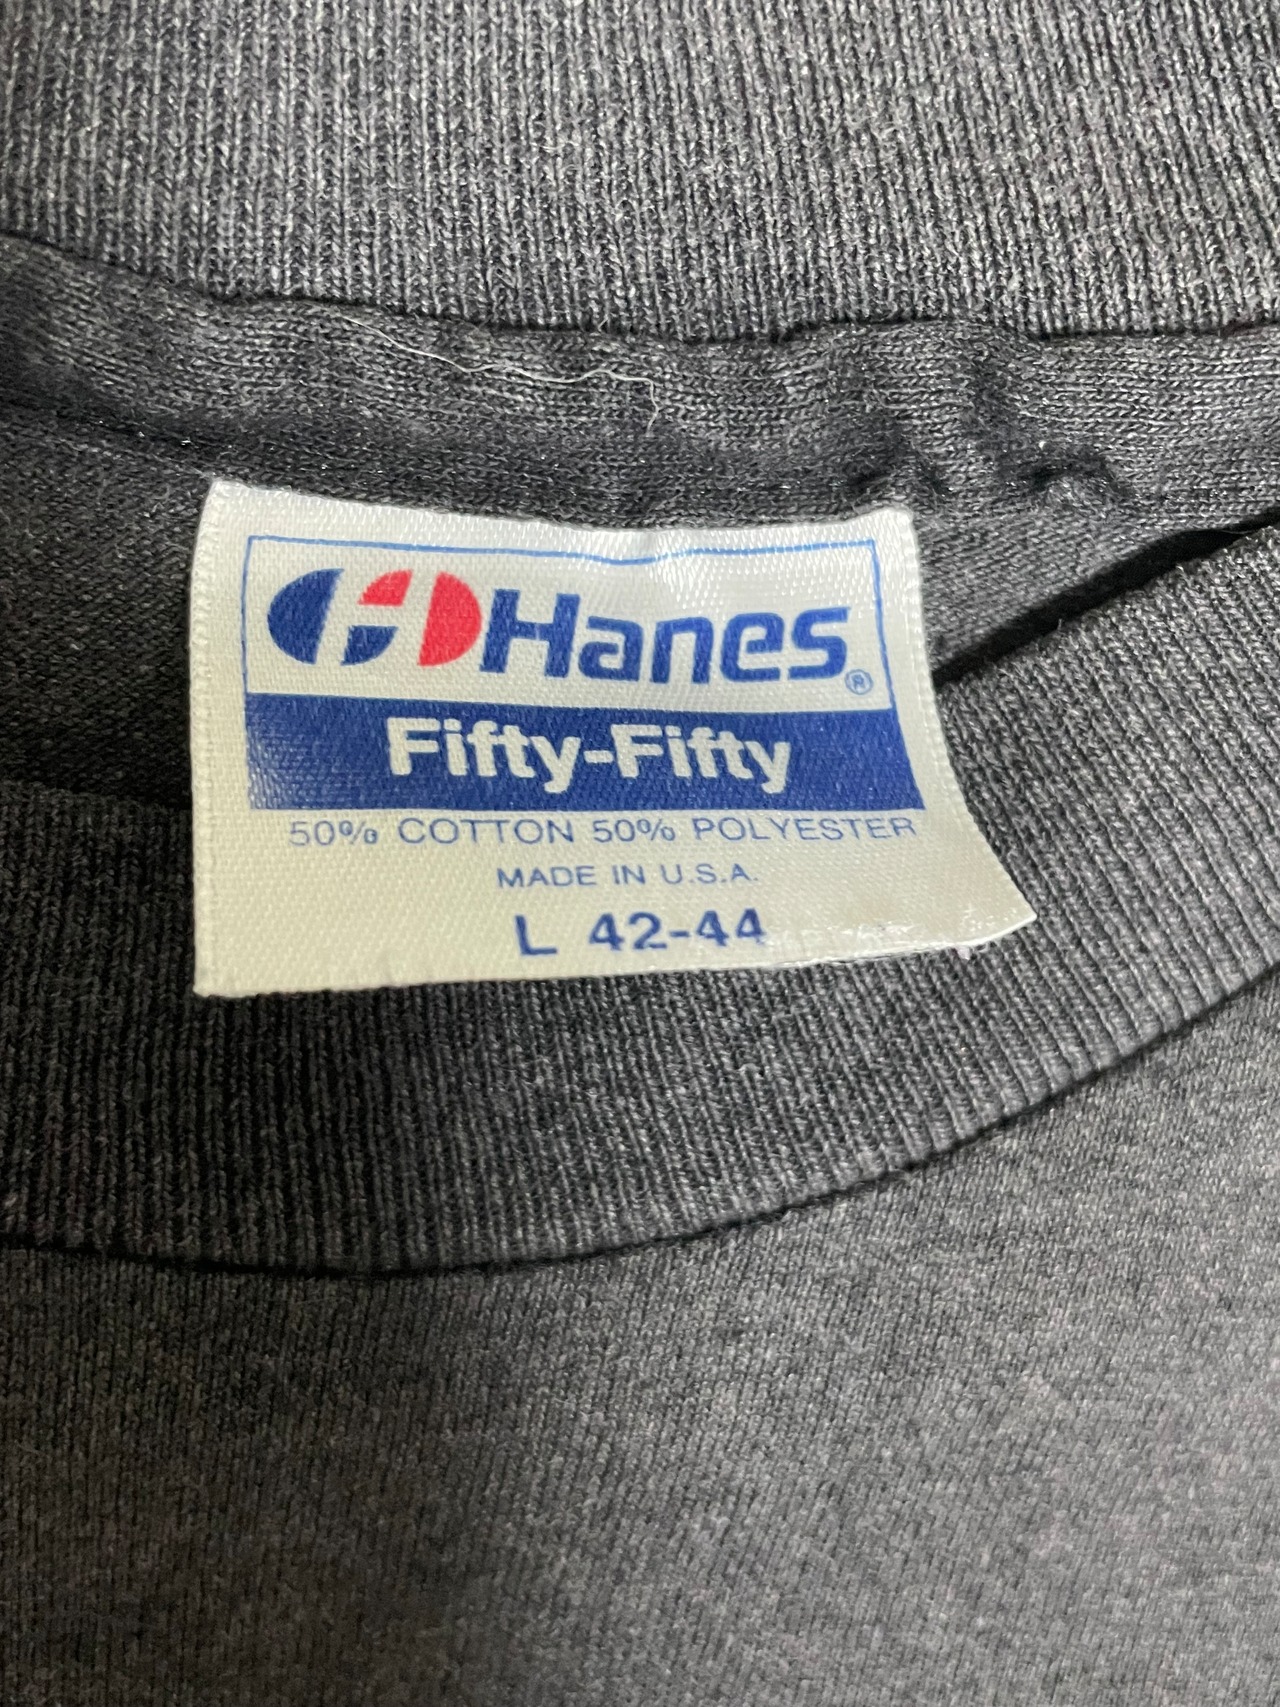 Hanes®
Fifty-Fifty
50% COTTON 50% POLYESTER
MADE IN U.S.A.
L 42-44